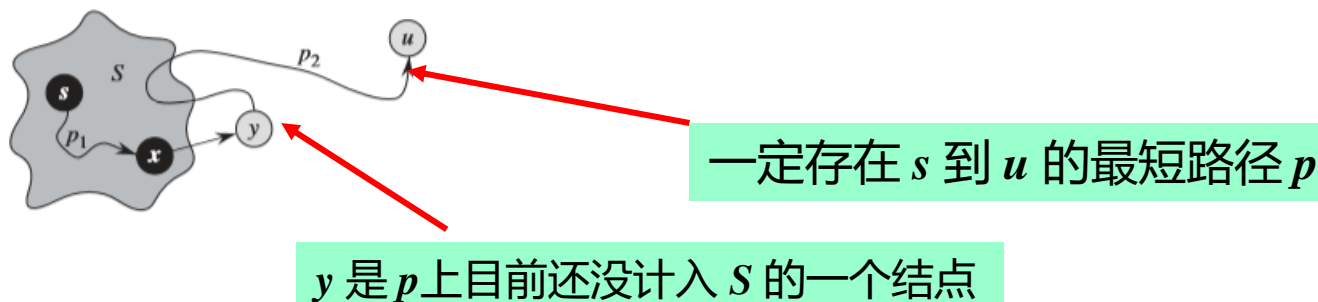 u
p2
S
s
y
p1
x
一定存在 s 到 u 的最短路径 p
y 是 p上目前还没计入 S 的一个结点